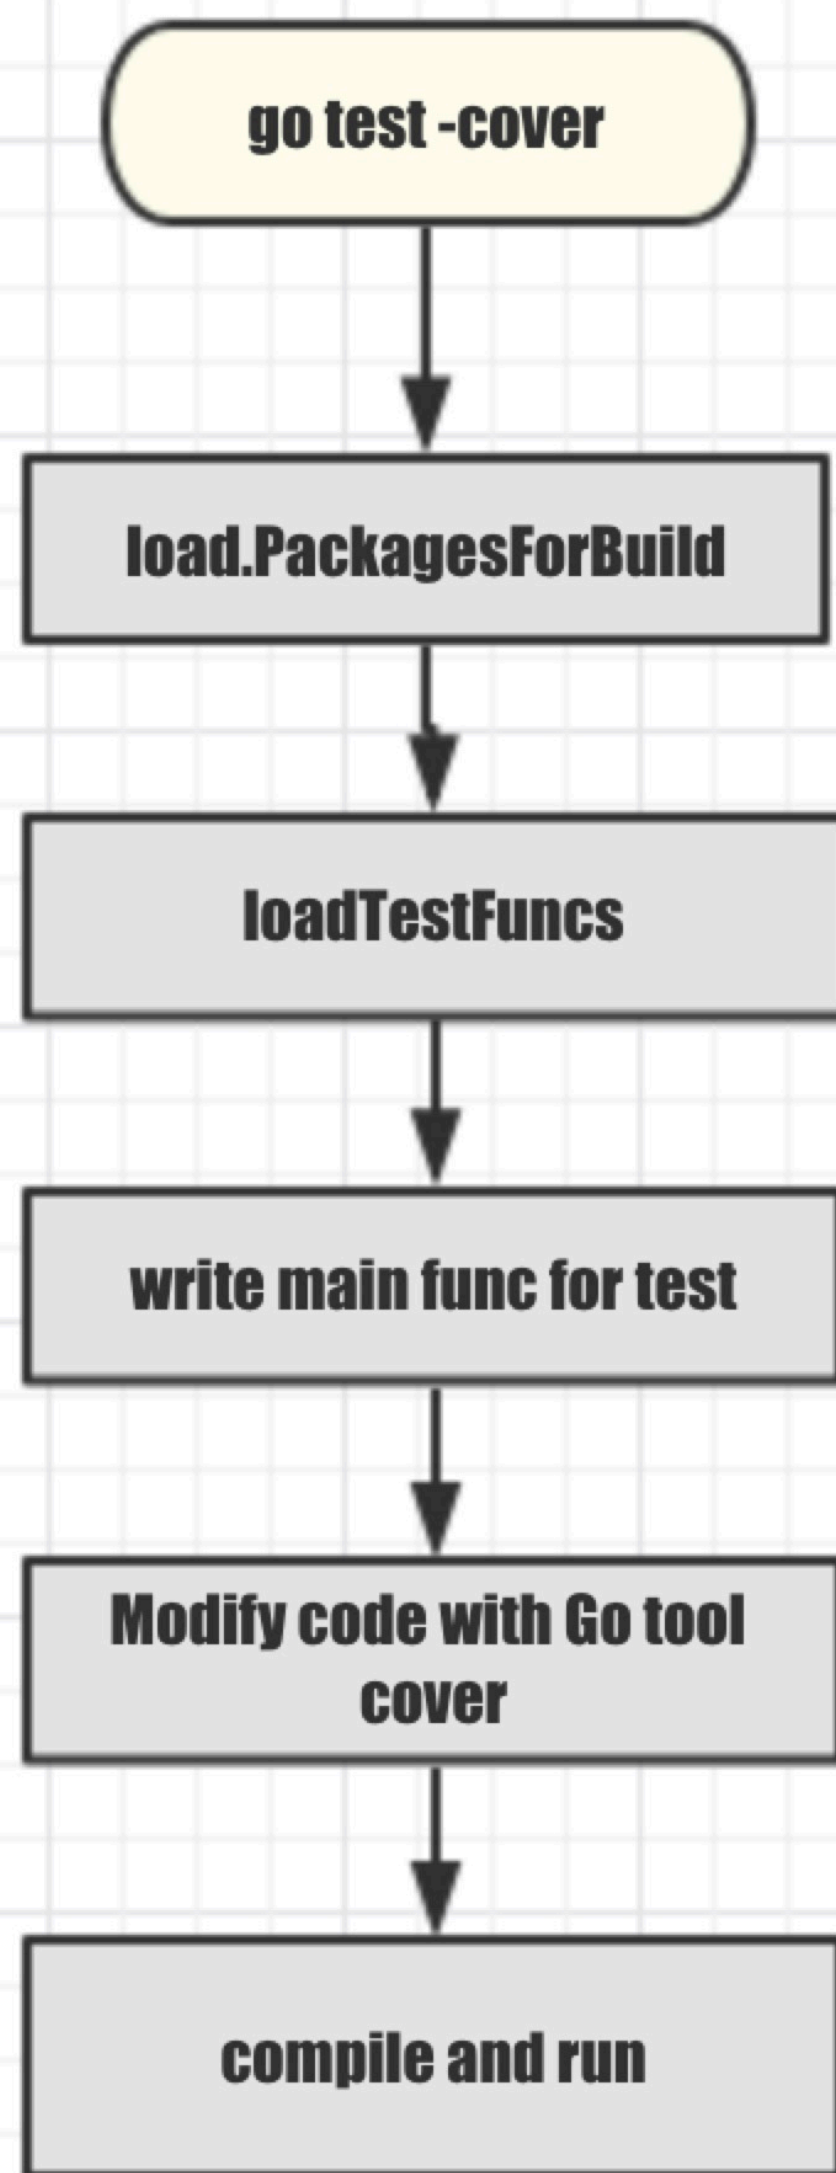 go test -cover
load.PackagesForBuild
loadTestFuncs
write main func for test
Modify code with Go tool
cover
compile and run